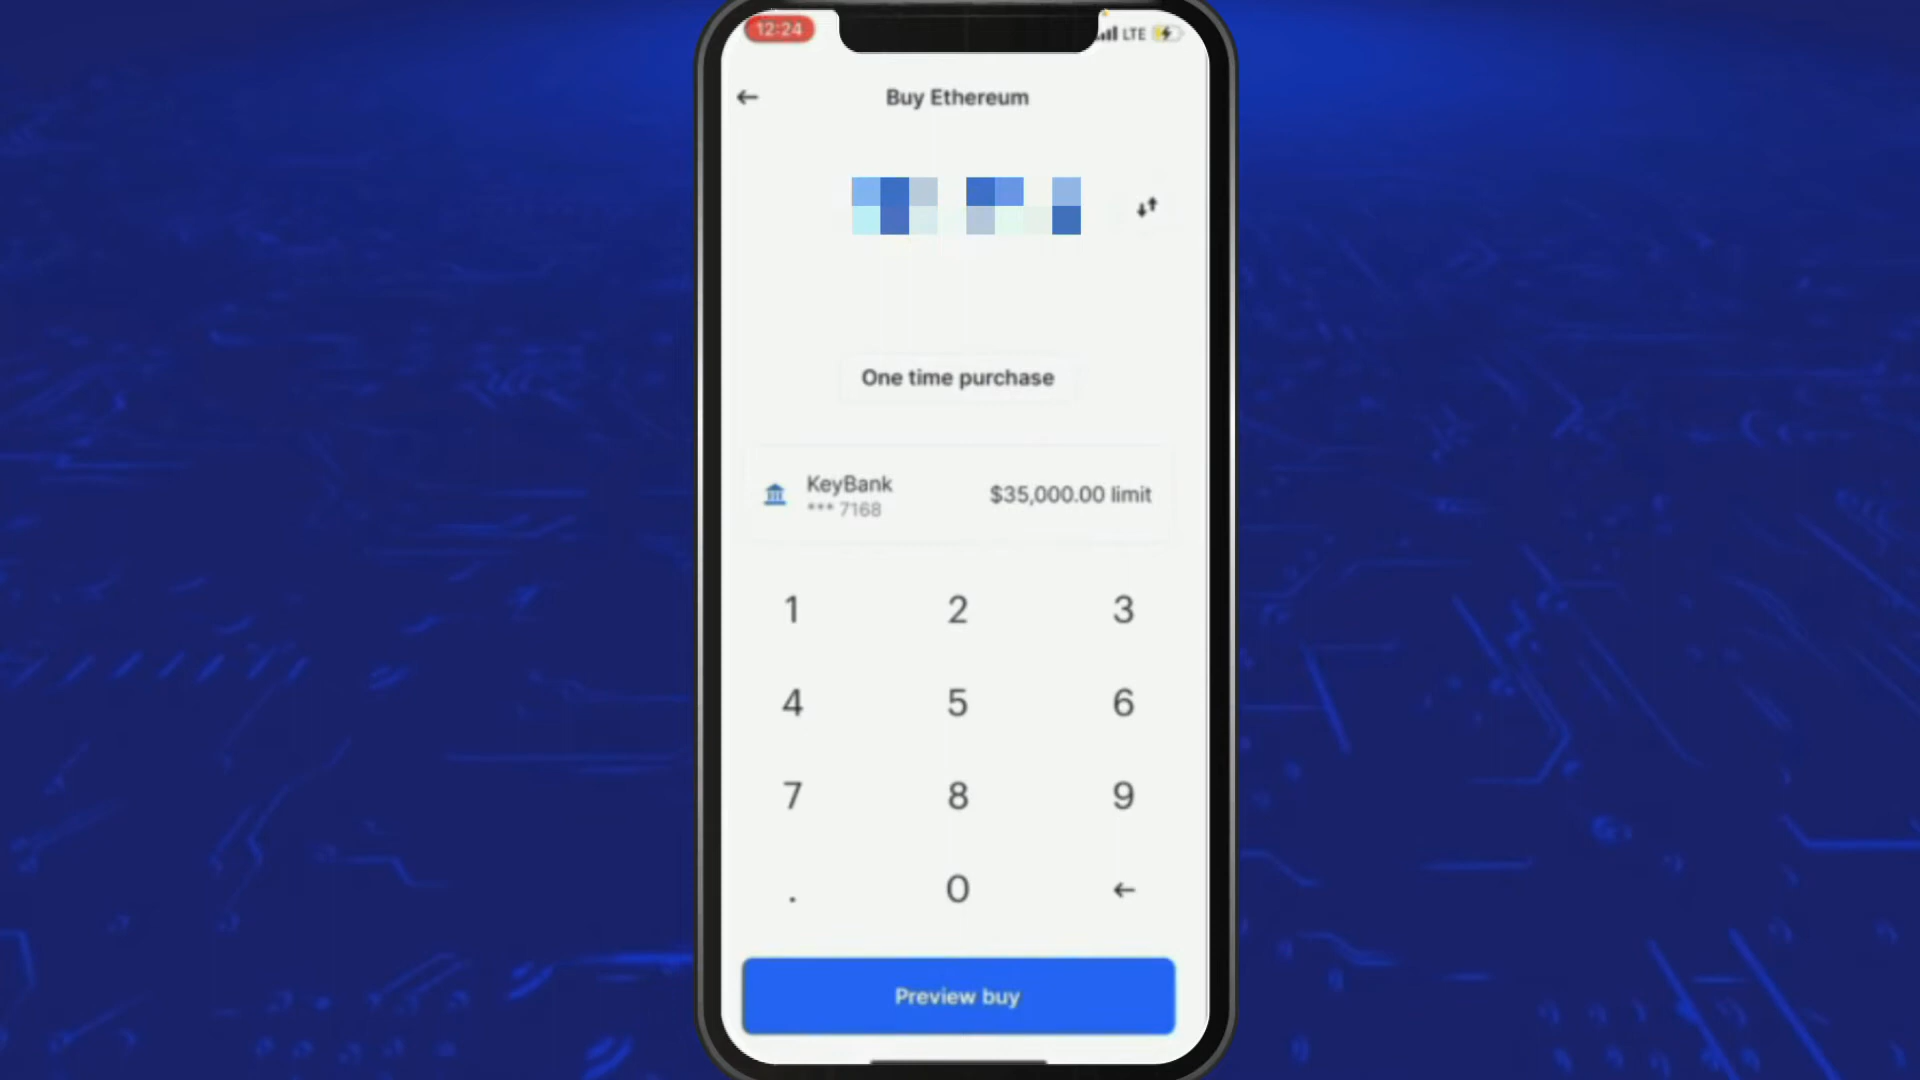 12:24
LTE
Buy Ethereum
One time purchase
KeyBank
$35,000.00 limit
*** 7168
1 2 3
4 5 6
7 8 9
. 0
Preview buy